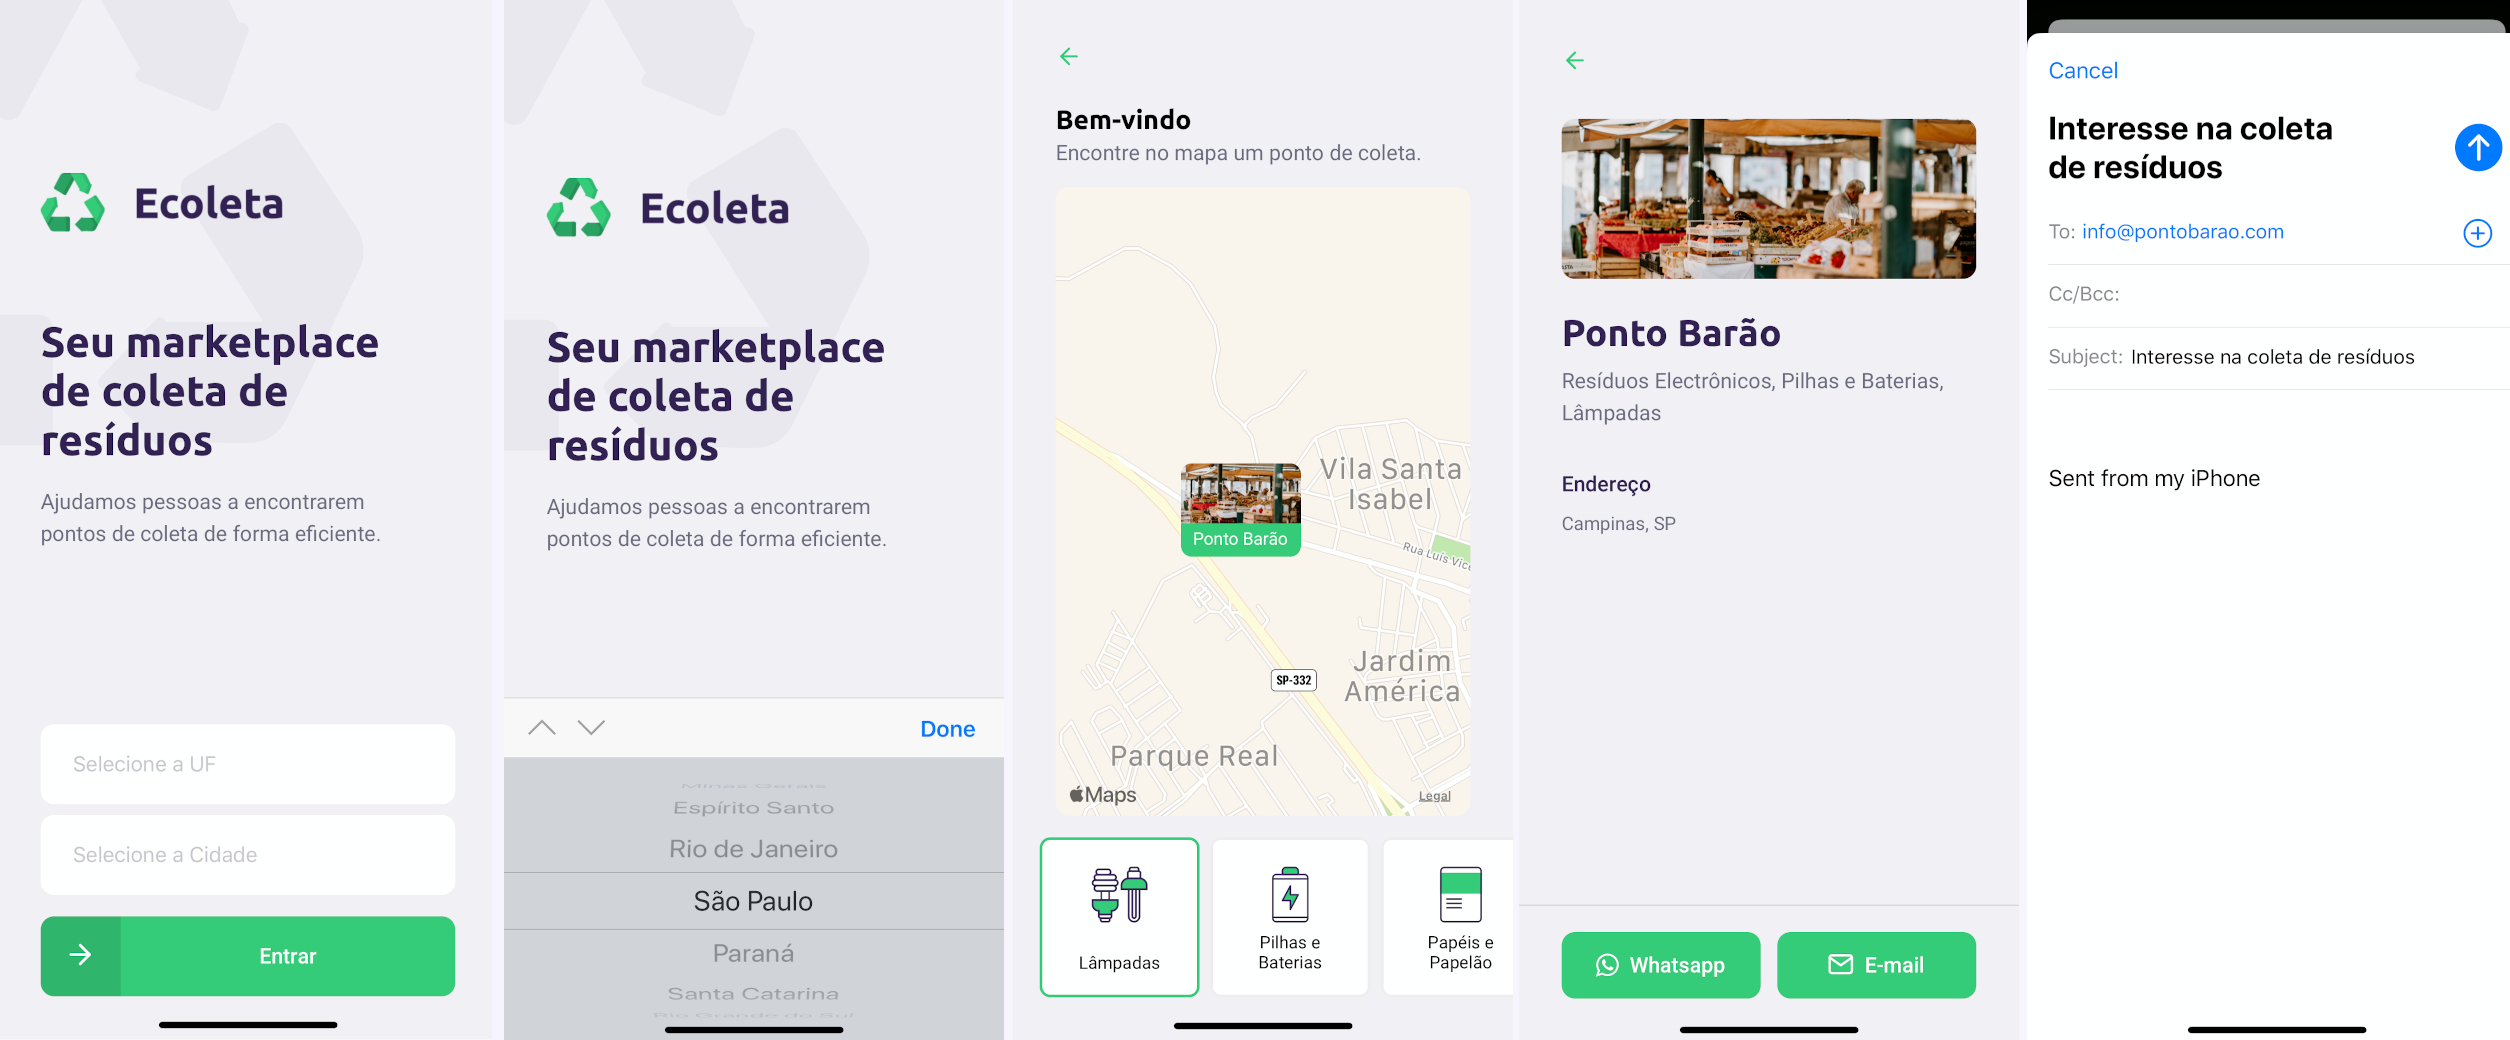 Ecoleta
Seu marketplace
de coleta de
resíduos
Ajudamos pessoas a encontrarem
pontos de coleta de forma eficiente.
Selecione a UF
Selecione a Cidade
Entrar
Ecoleta
Seu marketplace
de coleta de
resíduos
Ajudamos pessoas a encontrarem
pontos de coleta de forma eficiente.
Done
Minas Gerais
Espírito Santo
Rio de Janeiro
São Paulo
Paraná
Santa Catarina
Rio Grande do Sul
Bem-vindo
Encontre no mapa um ponto de coleta.
Vila Santa
Isabel
Ponto Barão
Rua Luís Vic
Jardim
América
SP-332
Parque Real
Maps
Legal
Lâmpadas
Pilhas e
Baterias
Papéis e
Papelão
Ponto Barão
Resíduos Electrônicos, Pilhas e Baterias,
Lâmpadas
Endereço
Campinas, SP
Whatsapp
E-mail
Cancel
Interesse na coleta
de resíduos
To: info@pontobarao.com
Cc/Bcc:
Subject: Interesse na coleta de resíduos
Sent from my iPhone